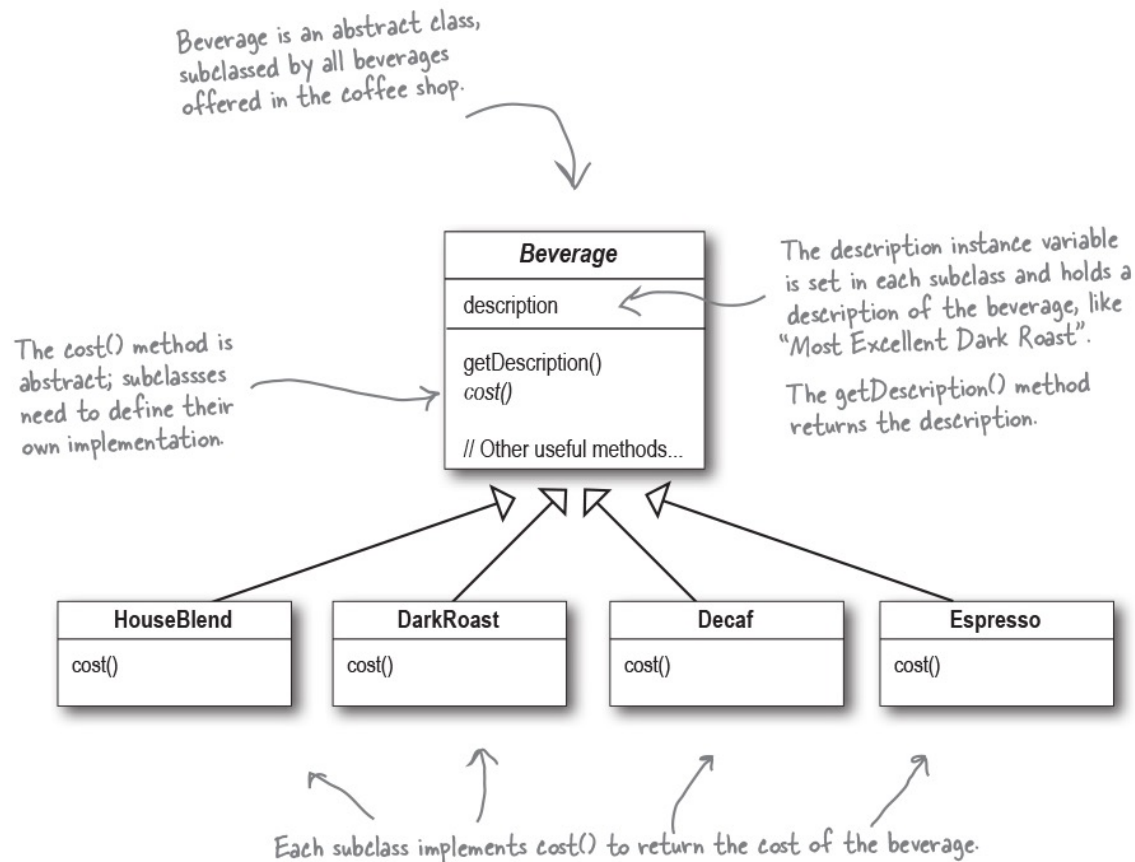 Beverage is an abstract class,
subclassed by all beverages
offered in the coffee shop.
Beverage
description
getDescription()
cost()
// Other useful methods...
The description instance variable
is set in each subclass and holds a
description of the beverage, like
“Most Excellent Dark Roast”.
The getDescription() method
returns the description.
The cost() method is
abstract; subclassses
need to define their
own implementation.
HouseBlend
cost()
DarkRoast
cost()
Decaf
cost()
Espresso
cost()
Each subclass implements cost() to return the cost of the beverage.